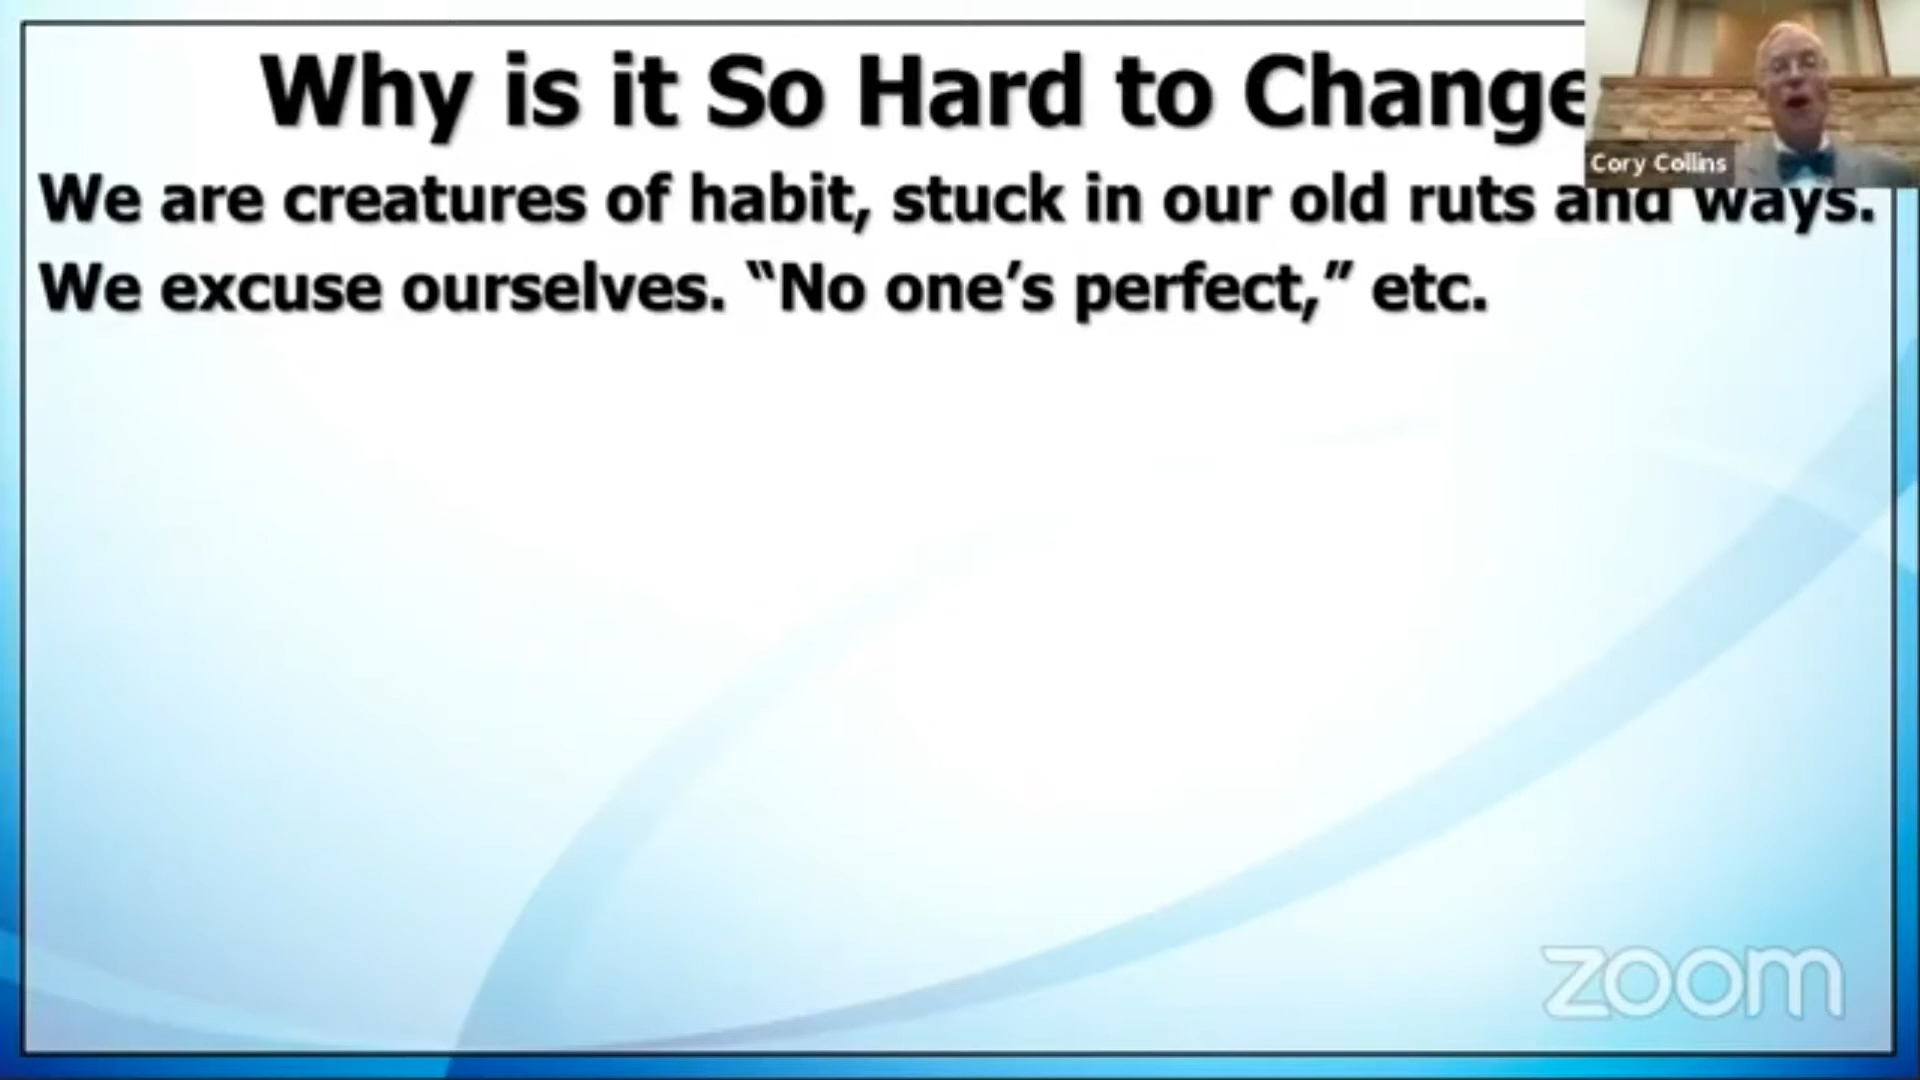 Why is it So Hard to Change
Cory Collins
We are creatures of habit, stuck in our old ruts and ways.
We excuse ourselves. “No one’s perfect,” etc.
zoom